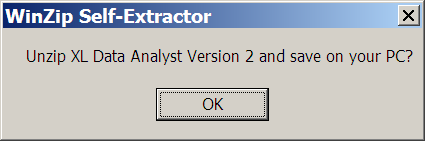 WinZip Self-Extractor
Unzip XL Data Analyst Version 2 and save on your PC?
OK